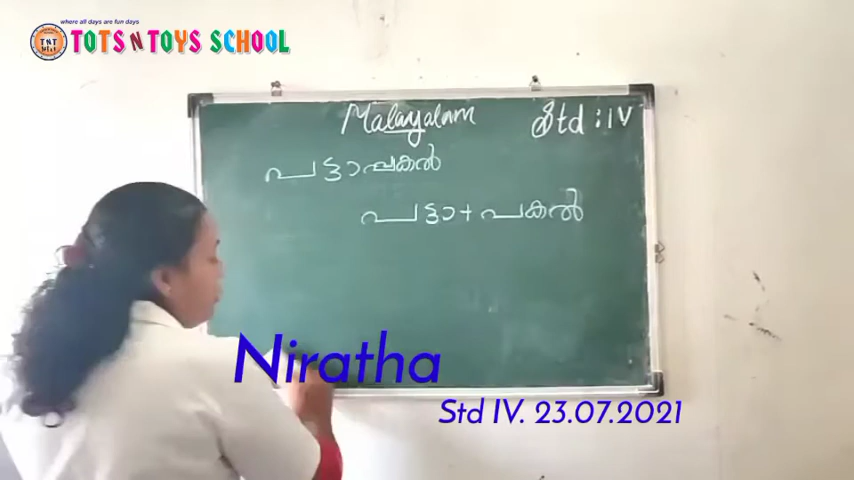 where all days are fun days
TOTS N TOYS SCHOOL
TNT
Malayalam
Std : IV
പട്ടാപ്പകൽ
പട്ടാ + പകൽ
Niratha
Std IV. 23.07.2021